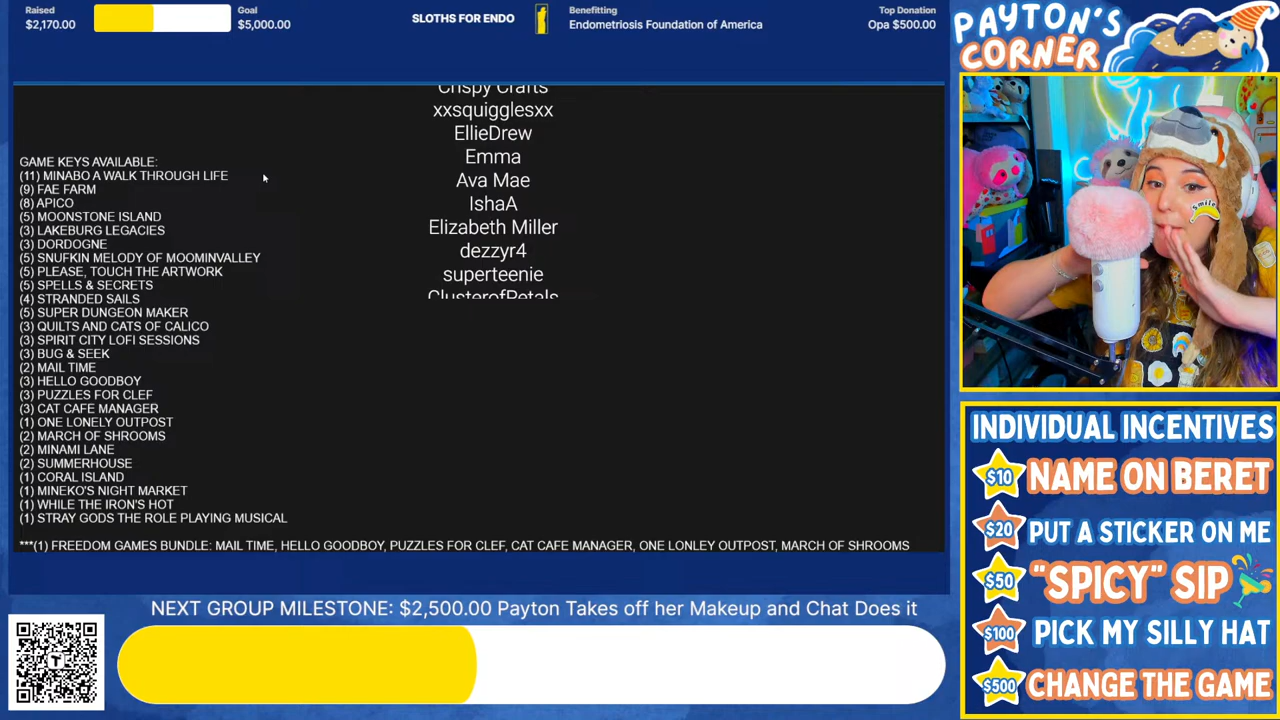 Raised
$2,170.00
Goal
$5,000.00
SLOTHS FOR ENDO
Benefitting
Endometriosis Foundation of America
Top Donation
Opa $500.00
PAYTON'S
CORNER
Crispy Crafts
xxsquigglesxx
EllieDrew
Emma
Ava Mae
IshaA
Elizabeth Miller
dezzyr4
superteenie
ClusterofPetals
GAME KEYS AVAILABLE:
(11) MINABO A WALK THROUGH LIFE
(9) FAE FARM
(8) APICO
(5) MOONSTONE ISLAND
(3) LAKEBURG LEGACIES
(3) DORDOGNE
(5) SNUFKIN MELODY OF MOOMINVALLEY
(5) PLEASE, TOUCH THE ARTWORK
(5) SPELLS & SECRETS
(4) STRANDED SAILS
(5) SUPER DUNGEON MAKER
(3) QUILTS AND CATS OF CALICO
(3) SPIRIT CITY LOFI SESSIONS
(3) BUG & SEEK
(2) MAIL TIME
(3) HELLO GOODBOY
(3) PUZZLES FOR CLEF
(3) CAT CAFE MANAGER
(1) ONE LONELY OUTPOST
(2) MARCH OF SHROOMS
(2) MINAMI LANE
(2) SUMMERHOUSE
(1) CORAL ISLAND
(1) MINEKO'S NIGHT MARKET
(1) WHILE THE IRON'S HOT
(1) STRAY GODS THE ROLE PLAYING MUSICAL
***(1) FREEDOM GAMES BUNDLE: MAIL TIME, HELLO GOODBOY, PUZZLES FOR CLEF, CAT CAFE MANAGER, ONE LONLEY OUTPOST, MARCH OF SHROOMS
Smile
INDIVIDUAL INCENTIVES
$10 NAME ON BERET
$20 PUT A STICKER ON ME
$50 "SPICY" SIP
$100 PICK MY SILLY HAT
$500 CHANGE THE GAME
NEXT GROUP MILESTONE: $2,500.00 Payton Takes off her Makeup and Chat Does it